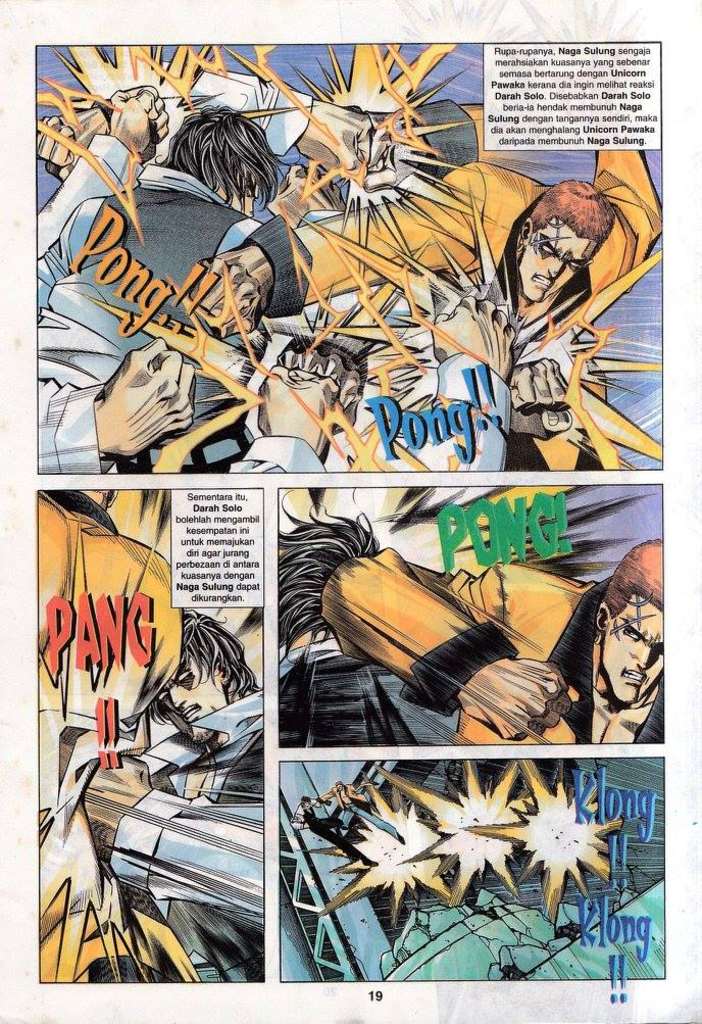 Rupa-rupanya, Naga Sulung sengaja
merahsiakan kuasanya yang sebenar
semasa bertarung dengan Unicorn
Pawaka kerana dia ingin melihat reaksi
Darah Solo. Disebabkan Darah Solo
beria-ia hendak membunuh Naga
Sulung dengan tangannya sendiri, maka
dia akan menghalang Unicorn Pawaka
daripada membunuh Naga Sulung.
Pong!!
Pong!!
Sementara itu,
Darah Solo
bolehlah mengambil
kesempatan ini
untuk memajukan
diri agar jurang
perbezaan di antara
kuasanya dengan
Naga Sulung dapat
dikurangkan.
PANG
!!
PONG!
Klong
!!
Klong
!!
19